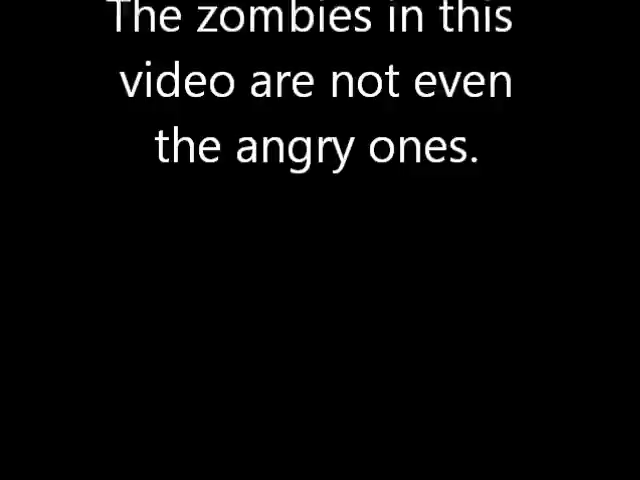 The zombies in this
video are not even
the angry ones.